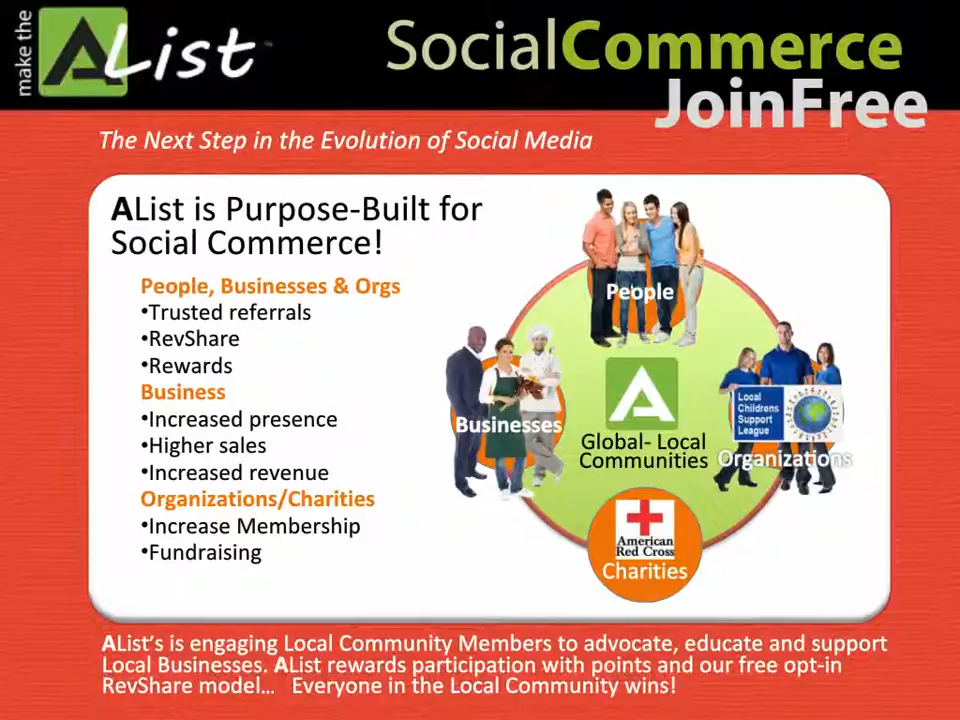 make the
AList™
SocialCommerce
JoinFree
The Next Step in the Evolution of Social Media
AList is Purpose-Built for
Social Commerce!
People, Businesses & Orgs
•Trusted referrals
•RevShare
•Rewards
Business
•Increased presence
•Higher sales
•Increased revenue
Organizations/Charities
•Increase Membership
•Fundraising
People
Businesses
A
Global- Local
Communities
Local
Childrens
Support
League
Organizations
American
Red Cross
Charities
AList's is engaging Local Community Members to advocate, educate and support
Local Businesses. AList rewards participation with points and our free opt-in
RevShare model... Everyone in the Local Community wins!